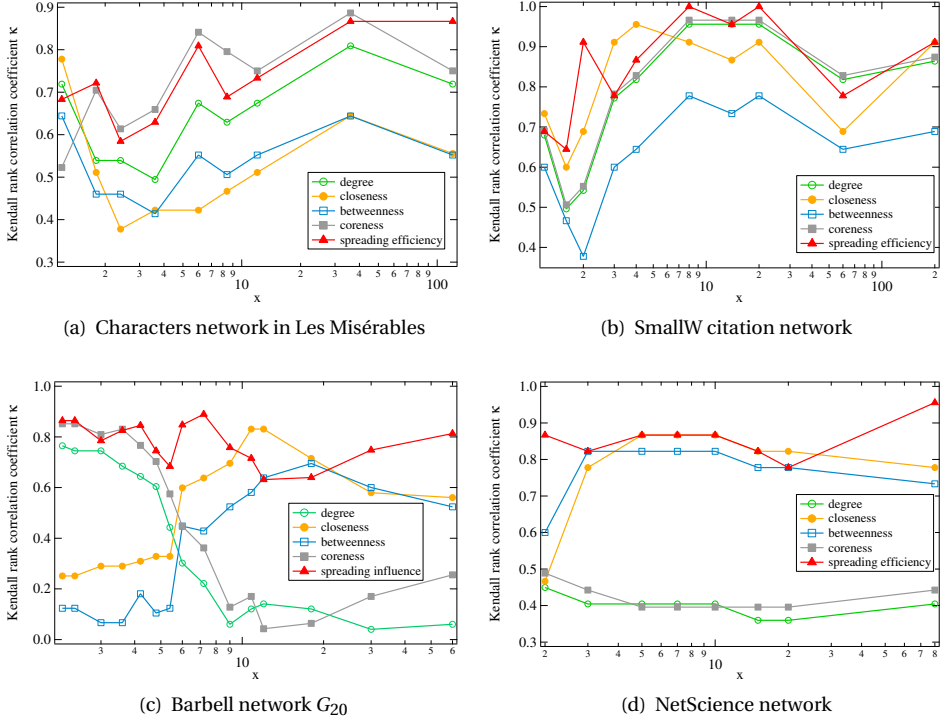 Kendall rank correlation coefficient κ
0.9
0.8
0.7
0.6
0.5
0.4
0.3
degree
closeness
betweenness
coreness
spreading efficiency
2 3 4 5 6 7 8 9 10 100
x
(a) Characters network in Les Misérables
Kendall rank correlation coefficient κ
1.0
0.9
0.8
0.7
0.6
0.5
0.4
degree
closeness
betweenness
coreness
spreading efficiency
2 3 4 5 6 7 8 9 10 2 3 4 5 6 7 8 9 100 2
x
(b) SmallW citation network
Kendall rank correlation coefficient κ
1.0
0.8
0.6
0.4
0.2
0.0
degree
closeness
betweenness
coreness
spreading influence
3 4 5 6 7 8 9 10 2 3 4 5 6
x
(c) Barbell network G20
Kendall rank correlation coefficient κ
1.0
0.9
0.8
0.7
0.6
0.5
0.4
0.3
degree
closeness
betweenness
coreness
spreading efficiency
2 3 4 5 6 7 8 9 10 2 3 4 5 6 7 8
x
(d) NetScience network